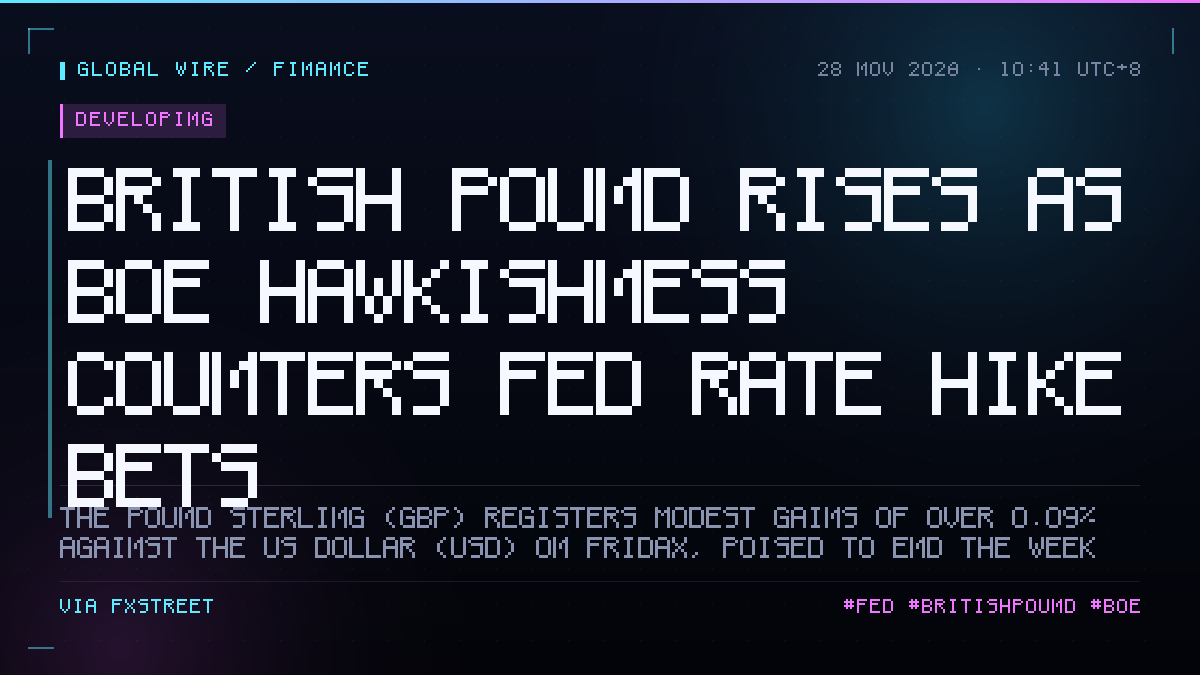 GLOBAL WIRE / FINANCE
28 NOV 2026 · 10:41 UTC+8
DEVELOPING
BRITISH POUND RISES AS
BOE HAWKISHNESS
COUNTERS FED RATE HIKE
BETS
THE POUND STERLING (GBP) REGISTERS MODEST GAINS OF OVER 0.09%
AGAINST THE US DOLLAR (USD) ON FRIDAY, POISED TO END THE WEEK
VIA FXSTREET
#FED #BRITISHPOUND #BOE